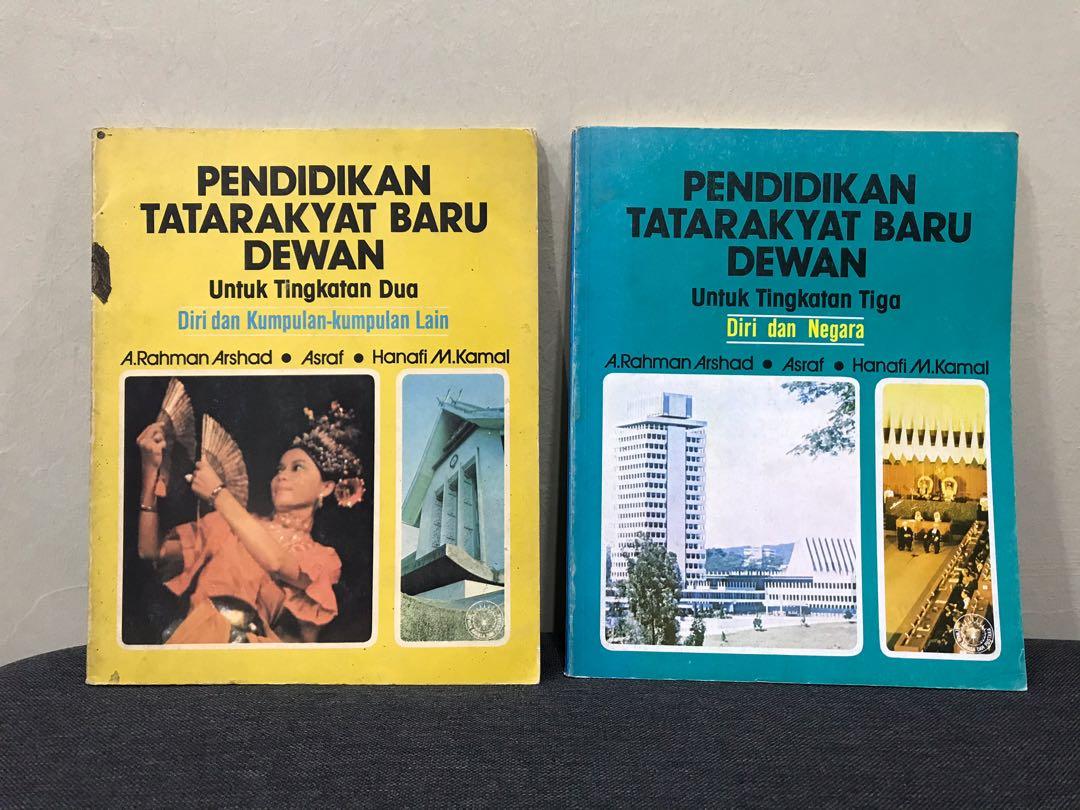 PENDIDIKAN
TATARAKYAT BARU
DEWAN
Untuk Tingkatan Dua
Diri dan Kumpulan-kumpulan Lain
A.Rahman Arshad • Asraf • Hanafi M.Kamal
PENDIDIKAN
TATARAKYAT BARU
DEWAN
Untuk Tingkatan Tiga
Diri dan Negara
A.Rahman Arshad • Asraf • Hanafi M.Kamal